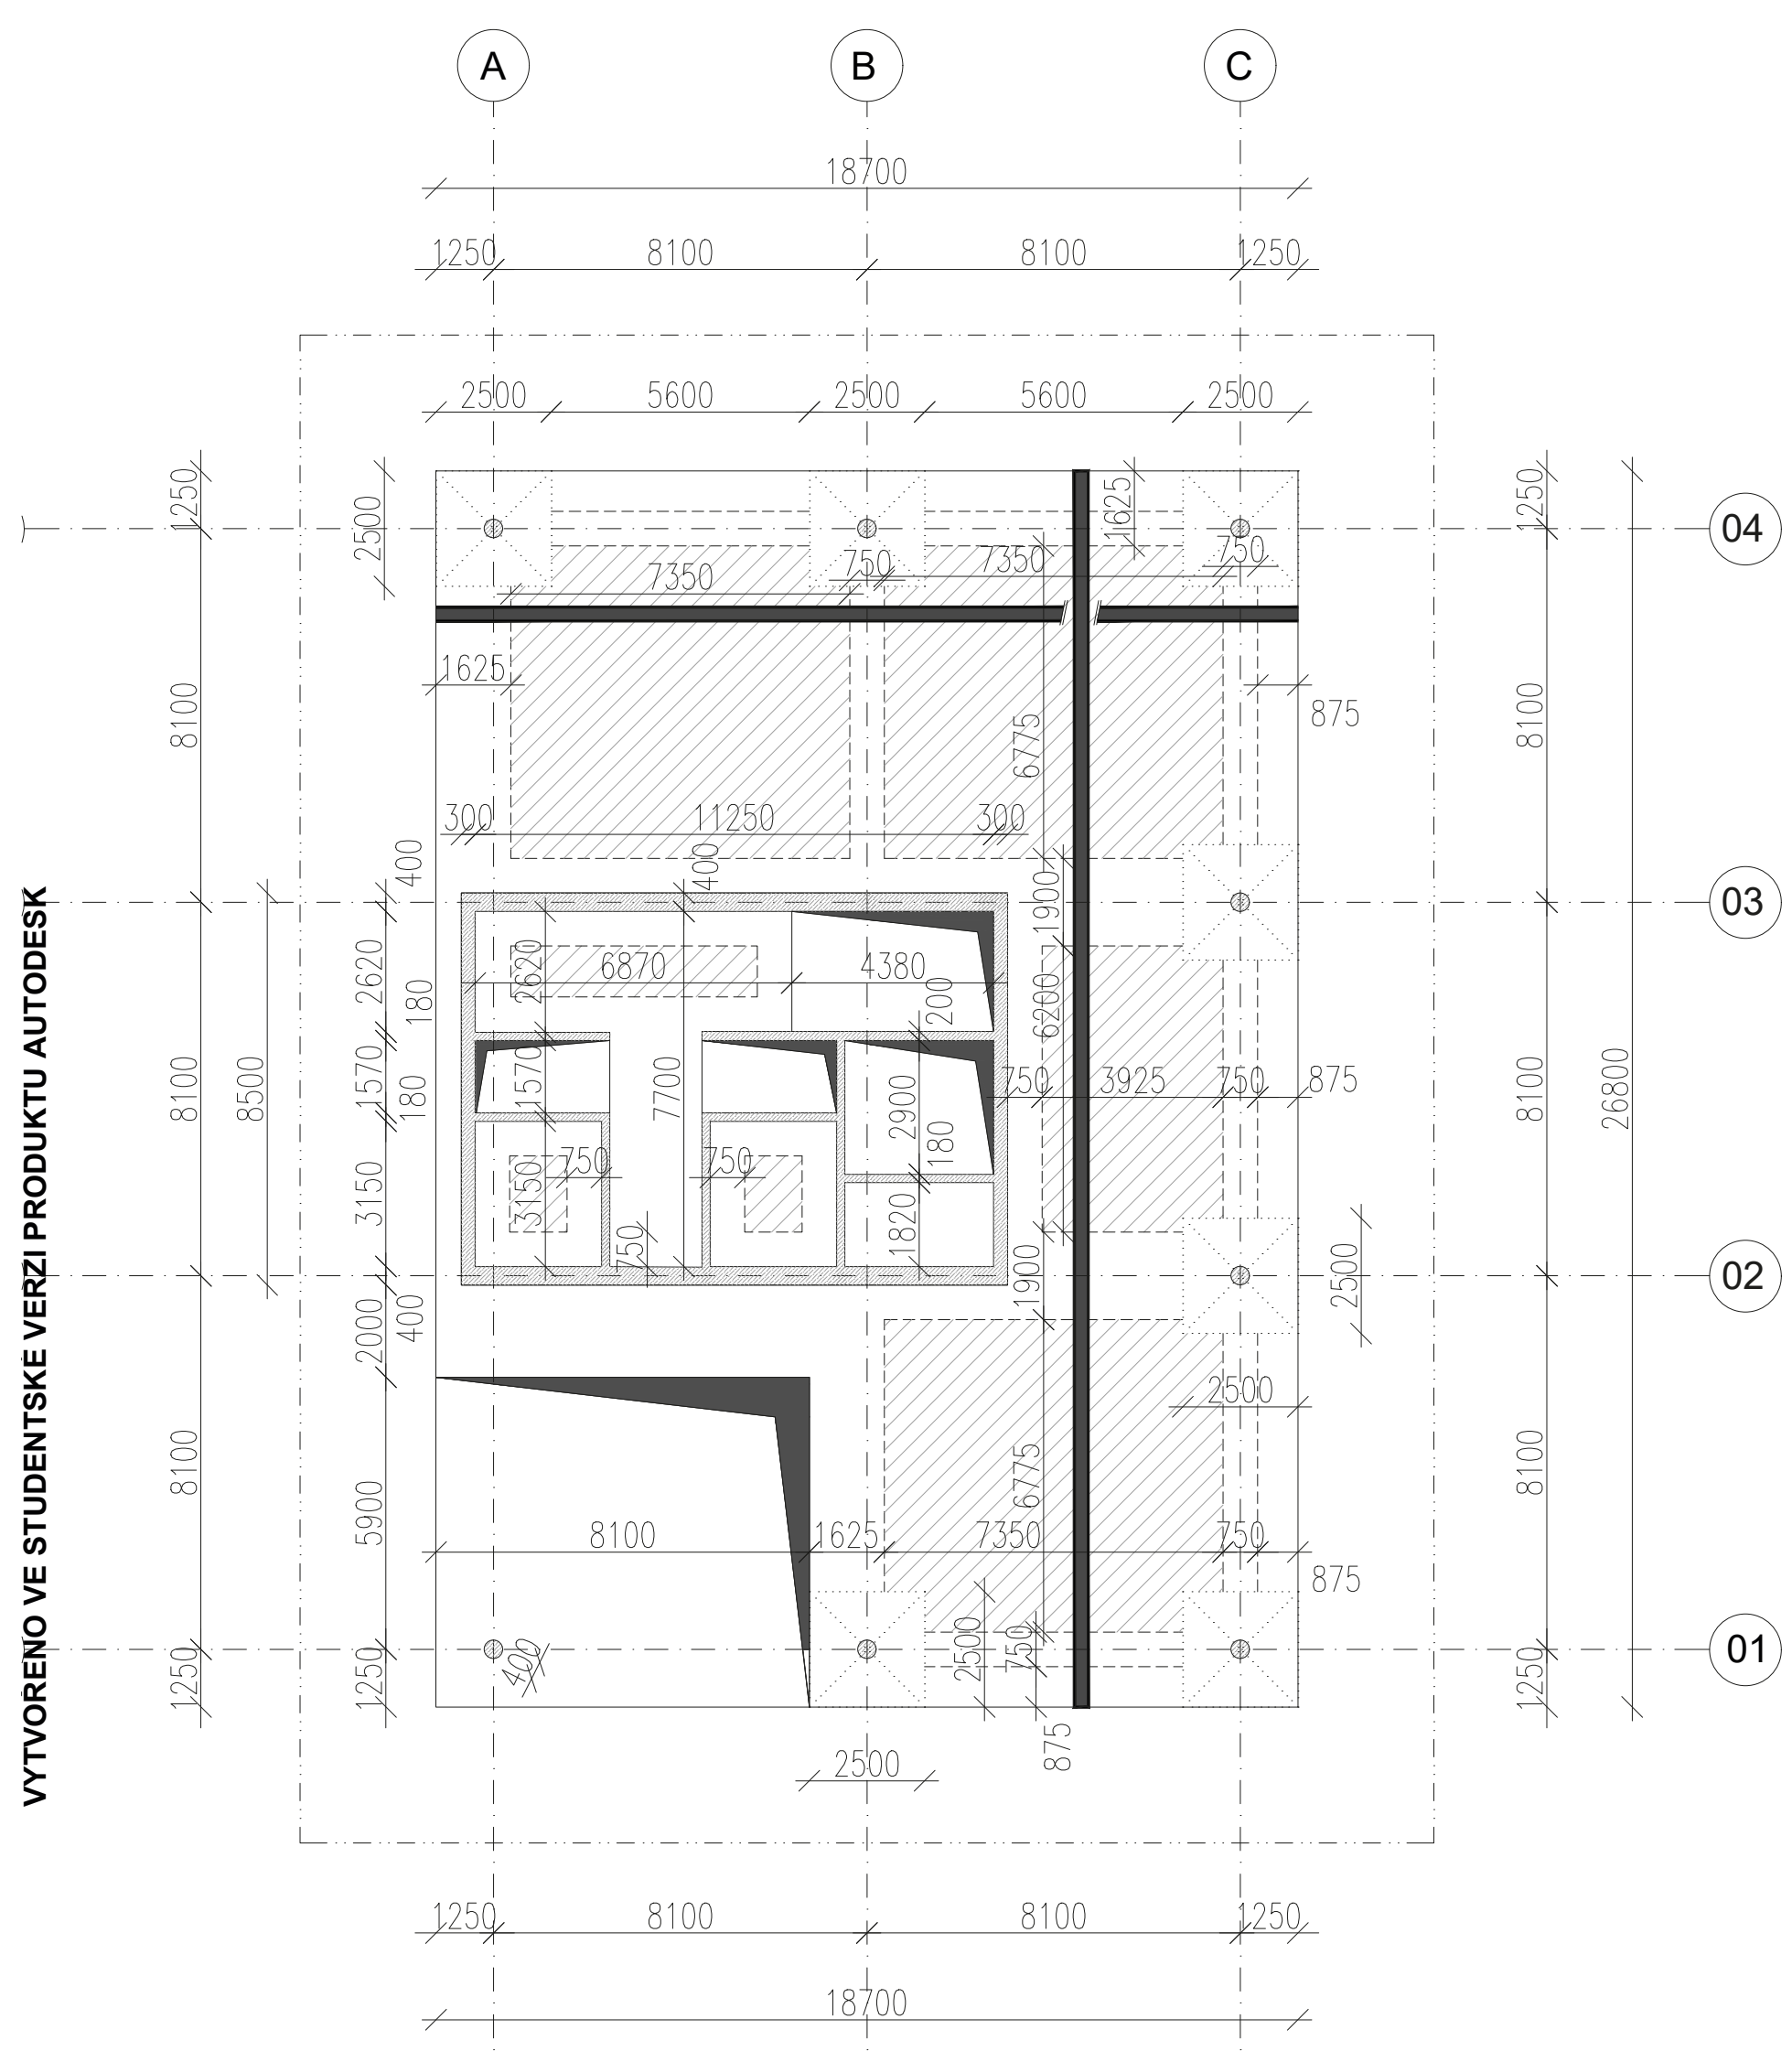 A B C
18700
1250 8100 8100 1250
2500 5600 2500 5600 2500
1250 2500 1625 1250
04
7350 750 7350 750
1625
875
8100 6775 8100
300 11250 300
400 400
1900
03
2620 180 2620 6870 4380 200 6200
8100 8500 1570 180 1570 7700 2900 750 3925 750 875 8100 26800
3150 3150 750 750 180
750 1820
02
2000 400 1900 2500
2500
8100 5900 6775 8100
8100 1625 7350 750
875
01
1250 1250 400 2500 750 1250
875
2500
1250 8100 8100 1250
18700
VYTVOŘENO VE STUDENTSKÉ VERZI PRODUKTU AUTODESK